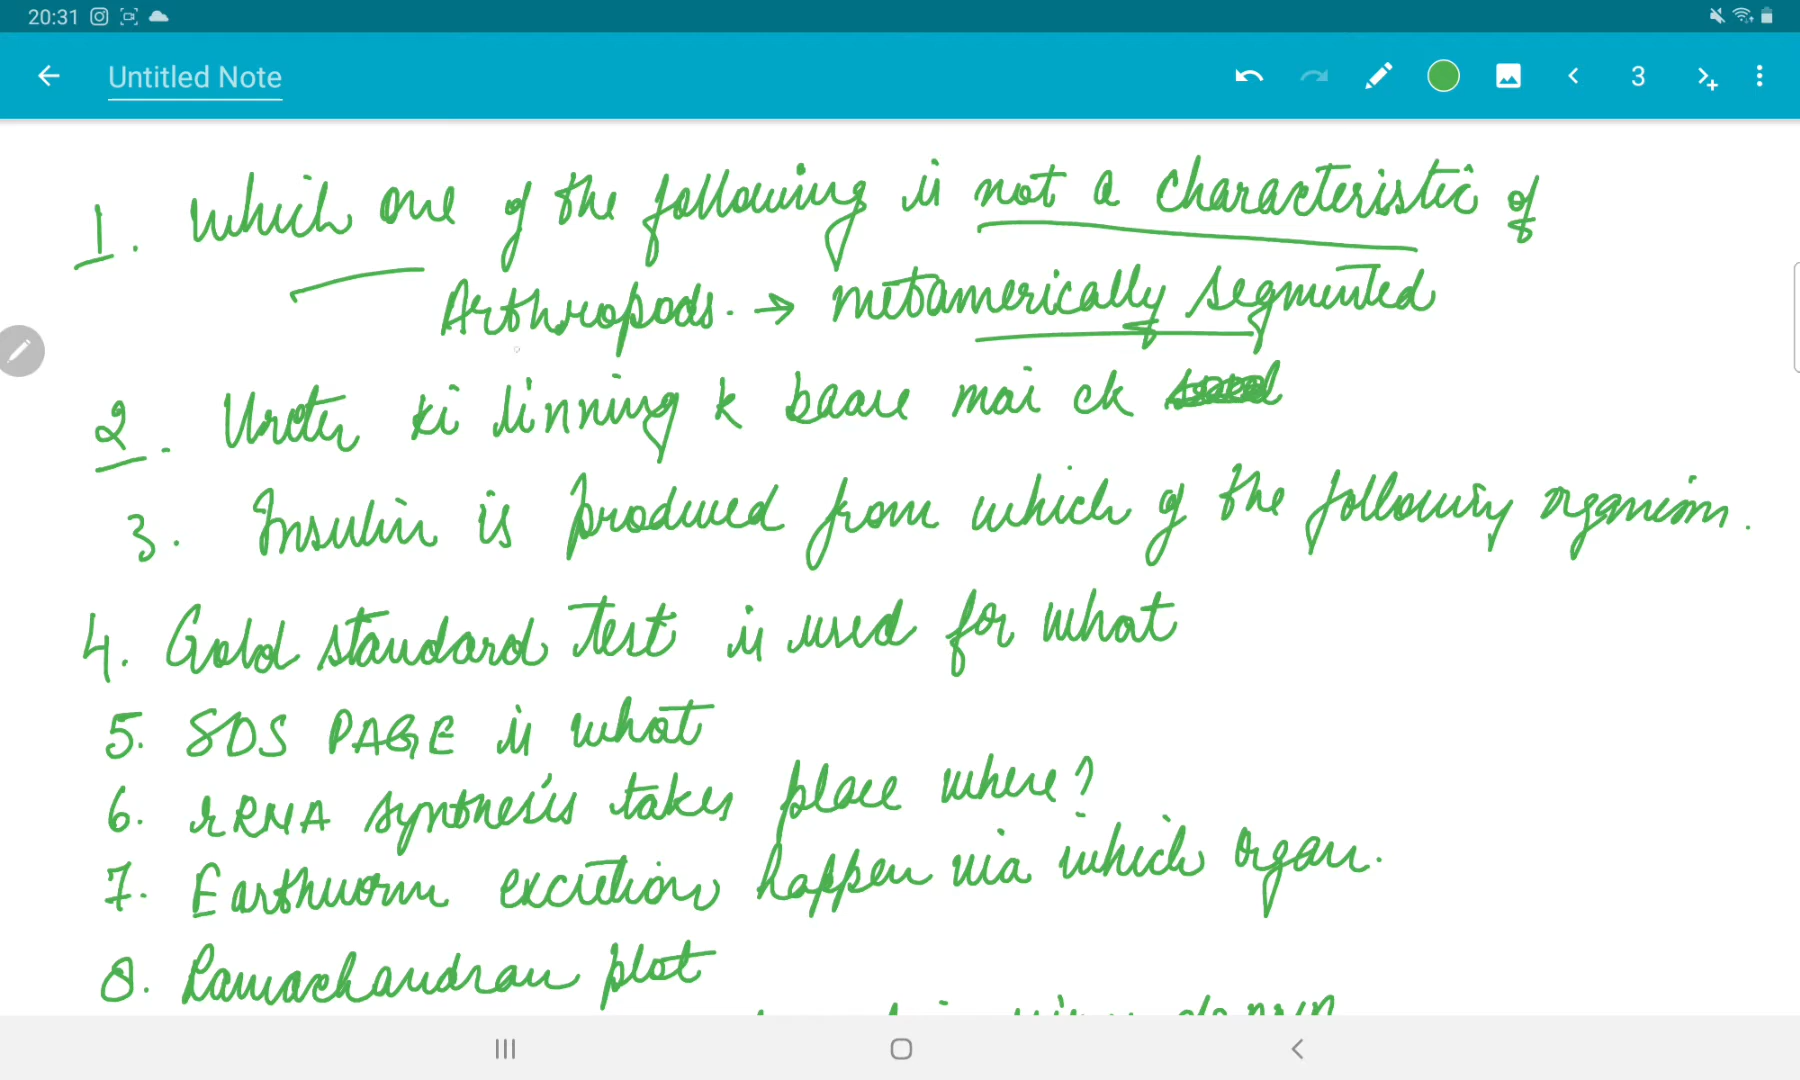 20:31
Untitled Note
3
1. Which one of the following is not a characteristic of
Arthropods. → metamerically segmented
2. Ureter ki linning k baare mai ek
3. Insulin is produced from which of the following organism.
4. Gold standard Test is used for what
5. SDS PAGE is what
6. rRNA synthesis takes place where?
7. Earthworm excretion happen via which organ.
8. Ramachandran plot